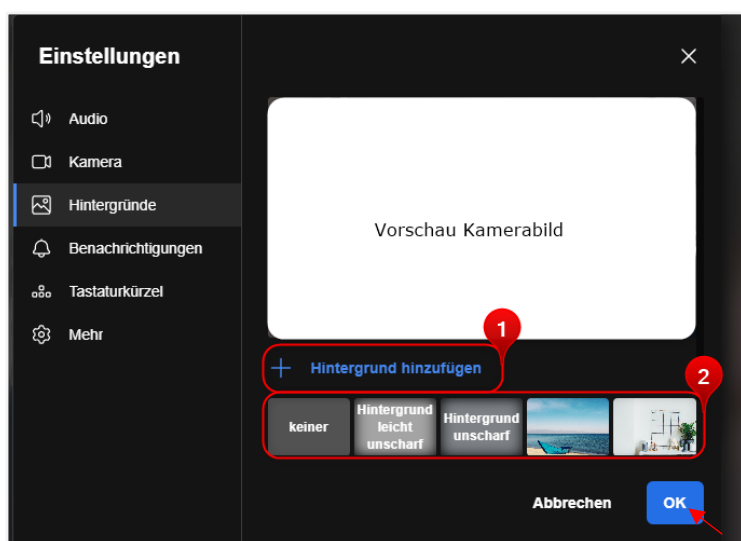 Einstellungen
Audio
Kamera
Hintergründe
Benachrichtigungen
Tastaturkürzel
Mehr
Vorschau Kamerabild
1
Hintergrund hinzufügen
2
keiner
Hintergrund
leicht
unscharf
Hintergrund
unscharf
Abbrechen
OK